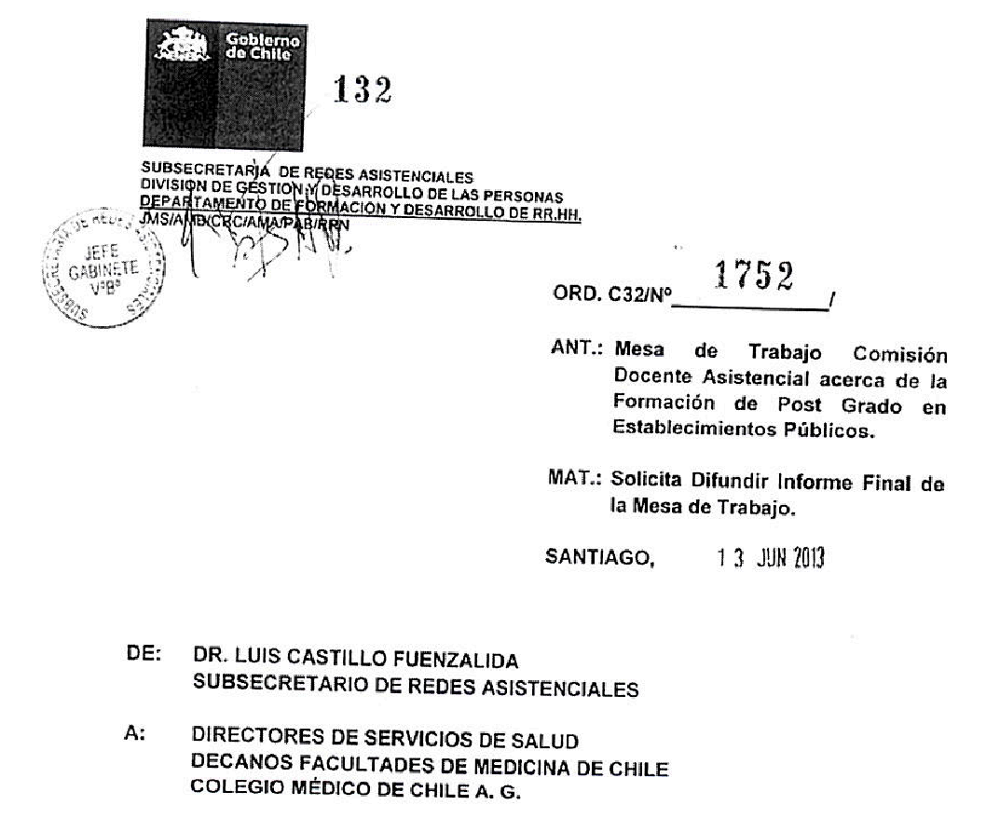 Gobierno
de Chile
132
SUBSECRETARÍA DE REDES ASISTENCIALES
DIVISION DE GESTION Y DESARROLLO DE LAS PERSONAS
DEPARTAMENTO DE FORMACION Y DESARROLLO DE RR.HH.
JMS/AMB/CBC/AMA/PAB/RRN
SUBSECRETARIA DE REDES ASISTENCIALES
JEFE
GABINETE
VºBº
ORD. C32/Nº 1752 /
ANT.: Mesa de Trabajo Comisión
Docente Asistencial acerca de la
Formación de Post Grado en
Establecimientos Públicos.
MAT.: Solicita Difundir Informe Final de
la Mesa de Trabajo.
SANTIAGO, 13 JUN 2013
DE: DR. LUIS CASTILLO FUENZALIDA
SUBSECRETARIO DE REDES ASISTENCIALES
A: DIRECTORES DE SERVICIOS DE SALUD
DECANOS FACULTADES DE MEDICINA DE CHILE
COLEGIO MÉDICO DE CHILE A. G.